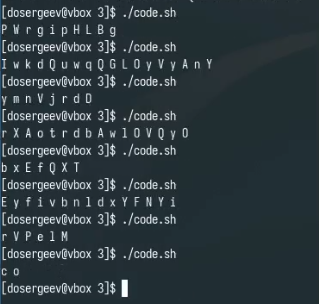 [dosergeev@vbox 3]$ ./code.sh
P W r g i p H L B g
[dosergeev@vbox 3]$ ./code.sh
I w k d Q u w q Q G L O y V y A n Y
[dosergeev@vbox 3]$ ./code.sh
y m n V j r d D
[dosergeev@vbox 3]$ ./code.sh
r X A o t r d b A w l O V Q y O
[dosergeev@vbox 3]$ ./code.sh
b x E f Q X T
[dosergeev@vbox 3]$ ./code.sh
E y f i v b n l d x Y F N Y i
[dosergeev@vbox 3]$ ./code.sh
r V P e l M
[dosergeev@vbox 3]$ ./code.sh
c o
[dosergeev@vbox 3]$